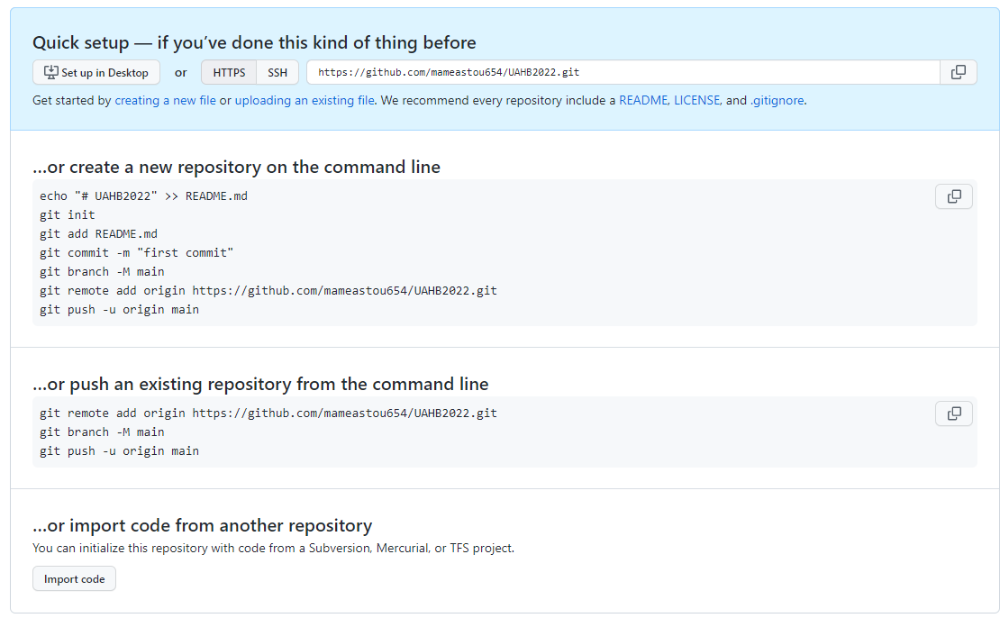 Quick setup — if you’ve done this kind of thing before
Set up in Desktop or HTTPS SSH https://github.com/mameastou654/UAHB2022.git
Get started by creating a new file or uploading an existing file. We recommend every repository include a README, LICENSE, and .gitignore.
…or create a new repository on the command line
echo "# UAHB2022" >> README.md
git init
git add README.md
git commit -m "first commit"
git branch -M main
git remote add origin https://github.com/mameastou654/UAHB2022.git
git push -u origin main
…or push an existing repository from the command line
git remote add origin https://github.com/mameastou654/UAHB2022.git
git branch -M main
git push -u origin main
…or import code from another repository
You can initialize this repository with code from a Subversion, Mercurial, or TFS project.
Import code